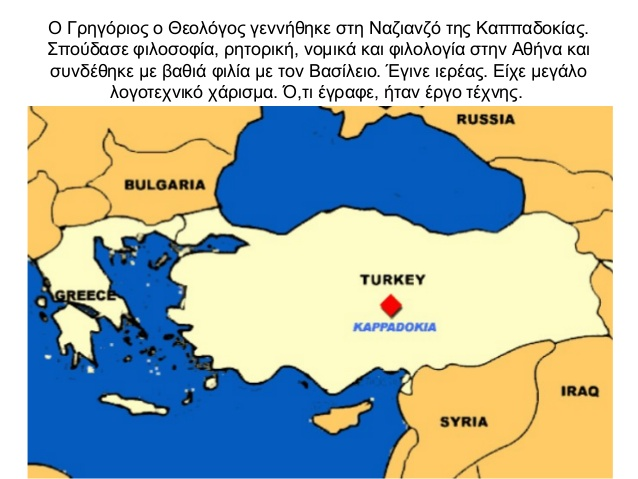 Ο Γρηγόριος ο Θεολόγος γεννήθηκε στη Ναζιανζό της Καππαδοκίας.
Σπούδασε φιλοσοφία, ρητορική, νομικά και φιλολογία στην Αθήνα και
συνδέθηκε με βαθιά φιλία με τον Βασίλειο. Έγινε ιερέας. Είχε μεγάλο
λογοτεχνικό χάρισμα. Ό,τι έγραφε, ήταν έργο τέχνης.
RUSSIA
BULGARIA
TURKEY
GREECE
KAPPADOKIA
IRAQ
SYRIA